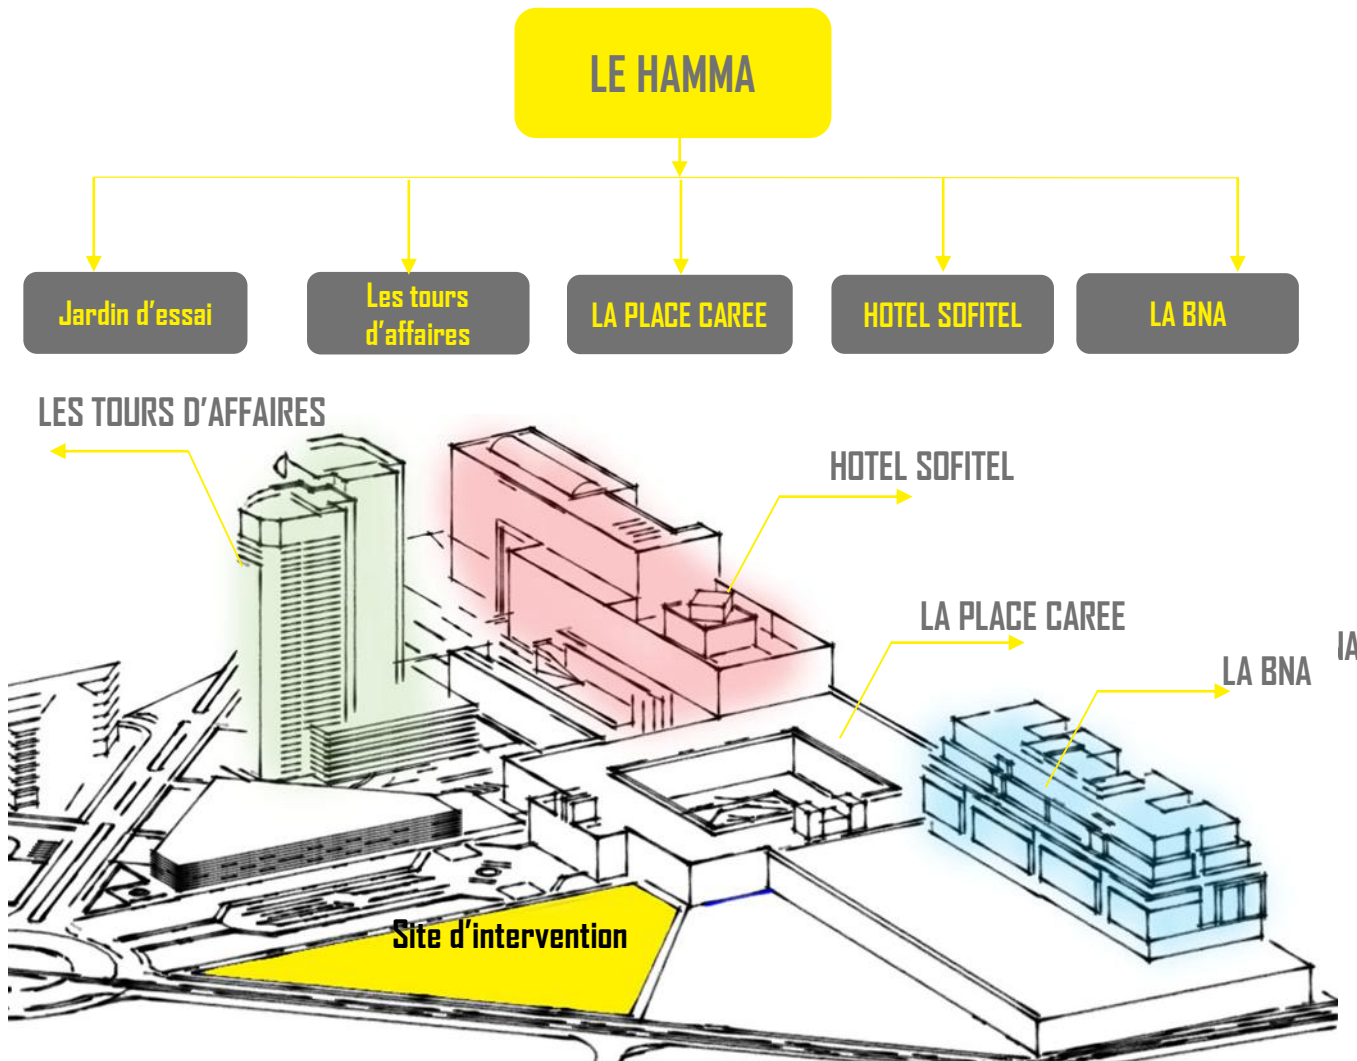 LE HAMMA
Jardin d'essai
Les tours
d'affaires
LA PLACE CAREE
HOTEL SOFITEL
LA BNA
LES TOURS D'AFFAIRES
HOTEL SOFITEL
LA PLACE CAREE
LA BNA
Site d'intervention